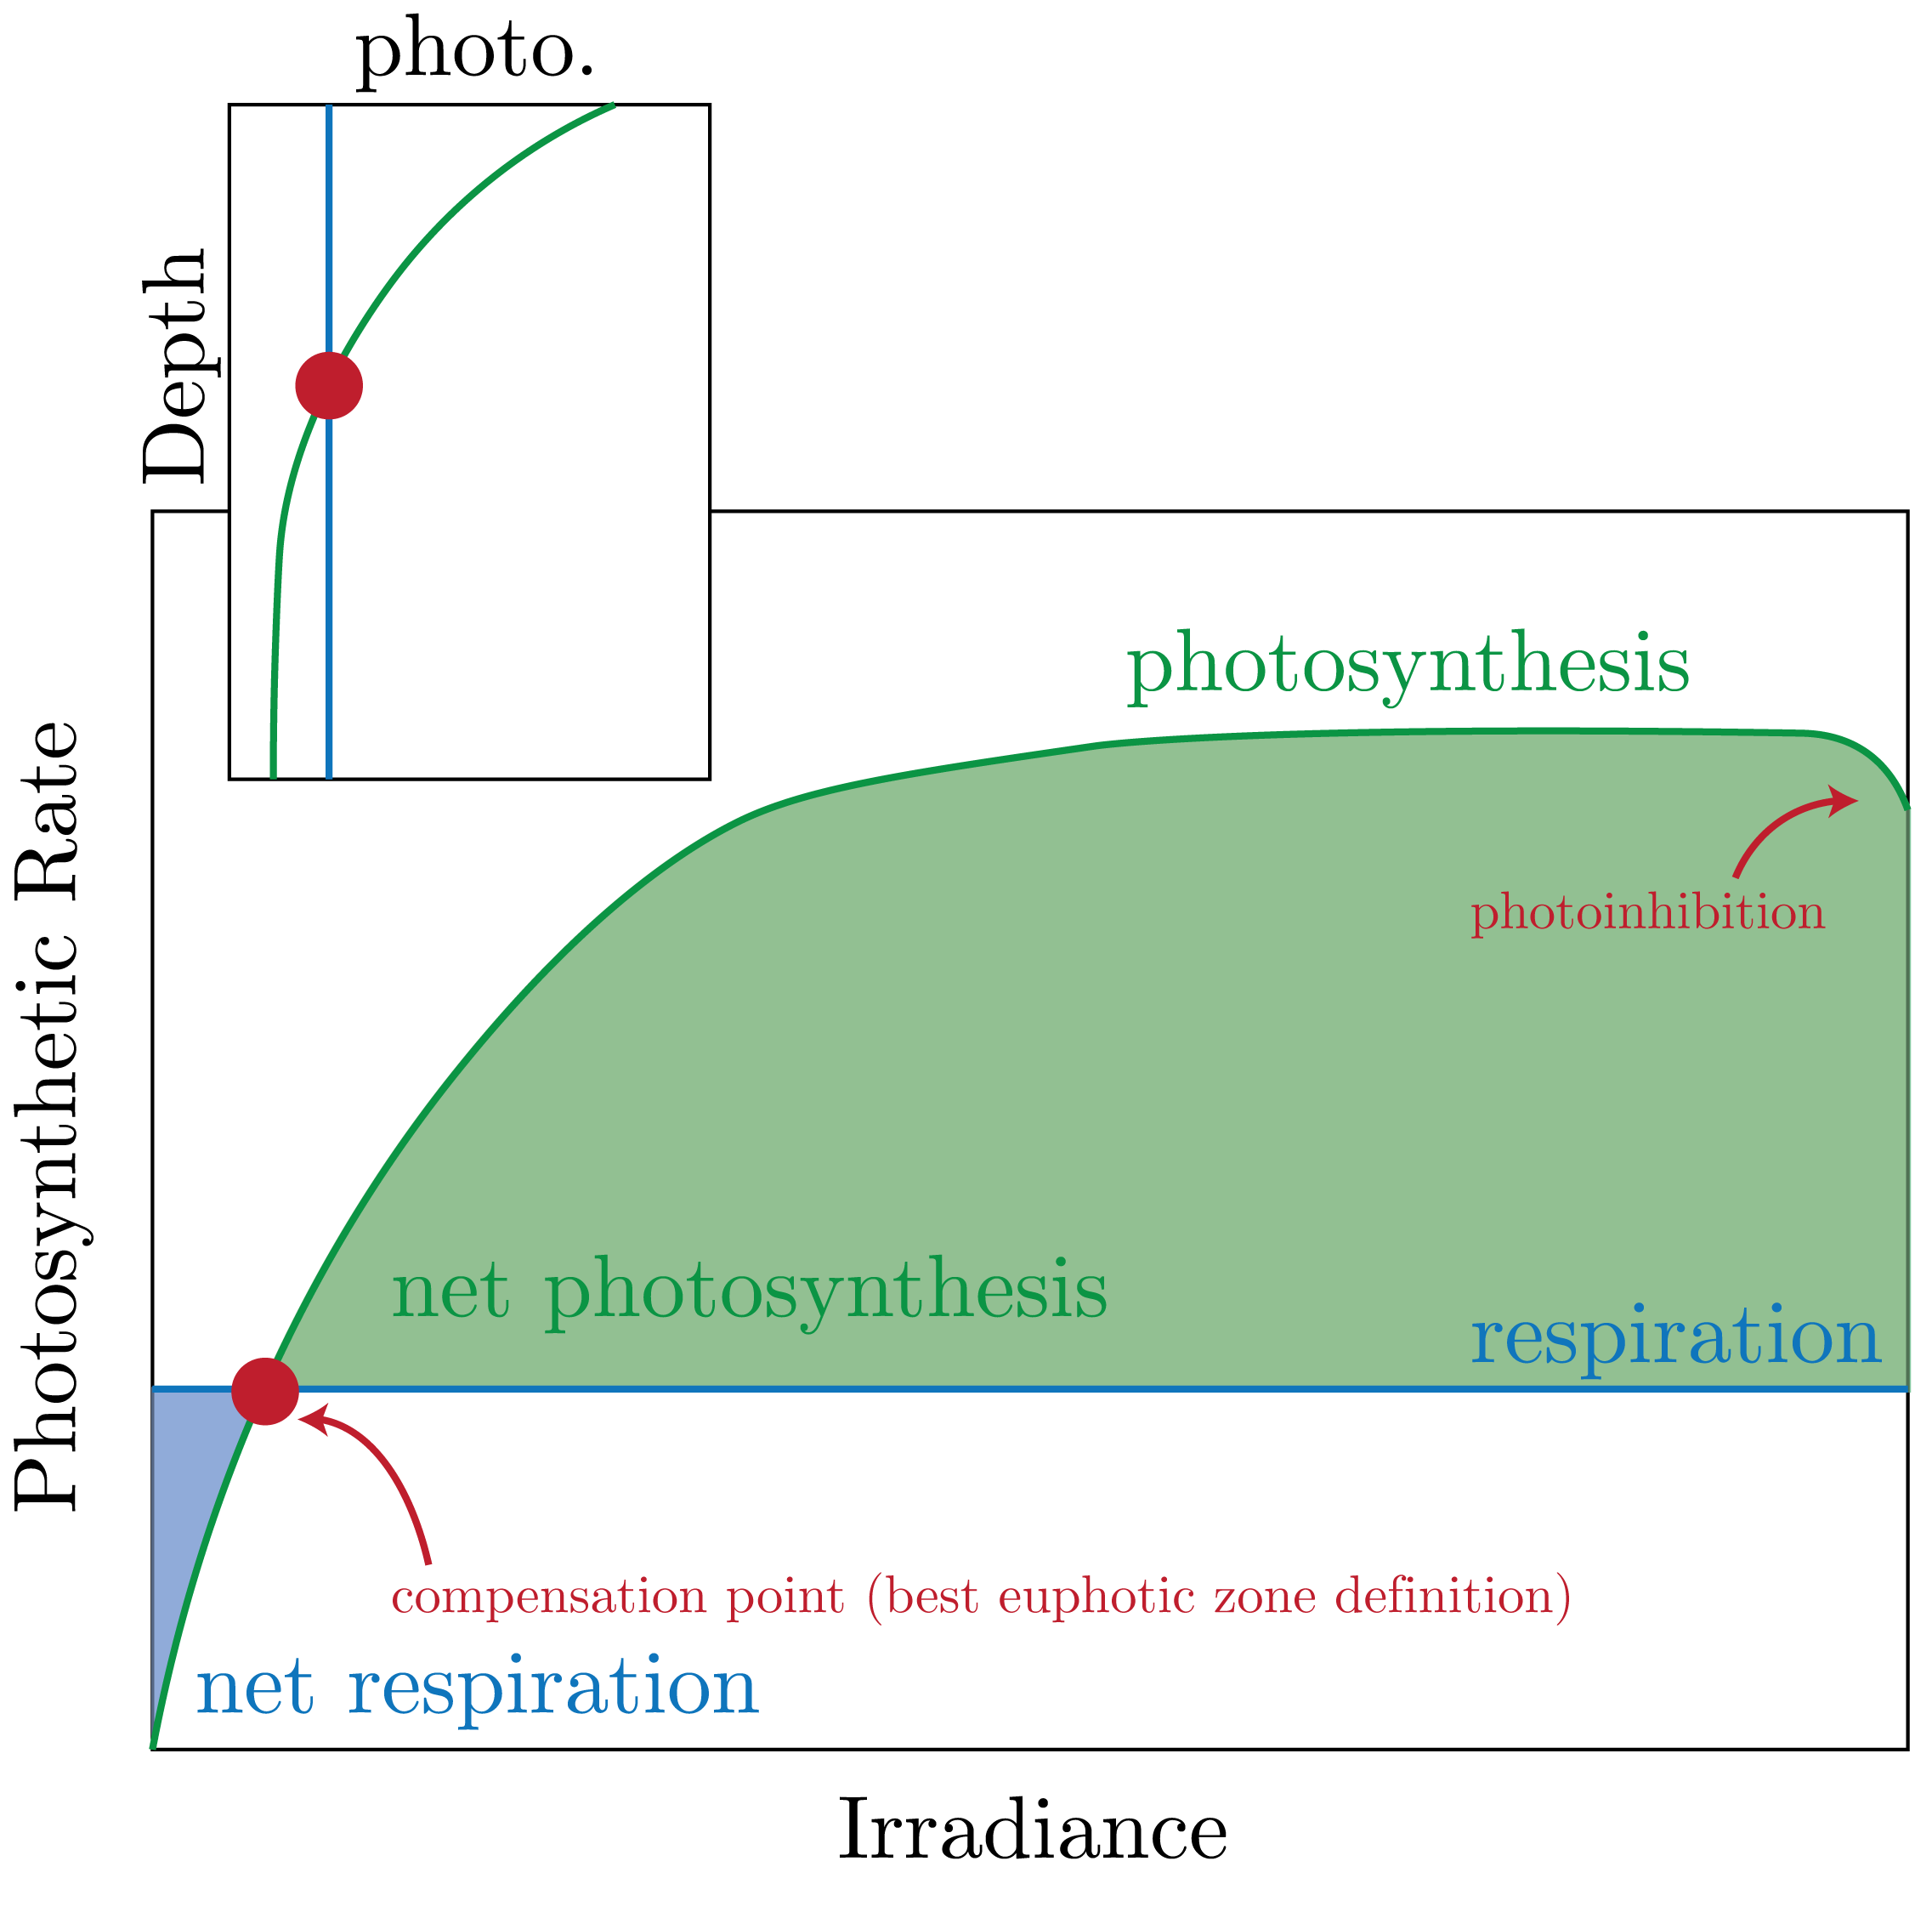 photo.
Depth
photosynthesis
photoinhibition
Photosynthetic Rate
net photosynthesis
respiration
compensation point (best euphotic zone definition)
net respiration
Irradiance